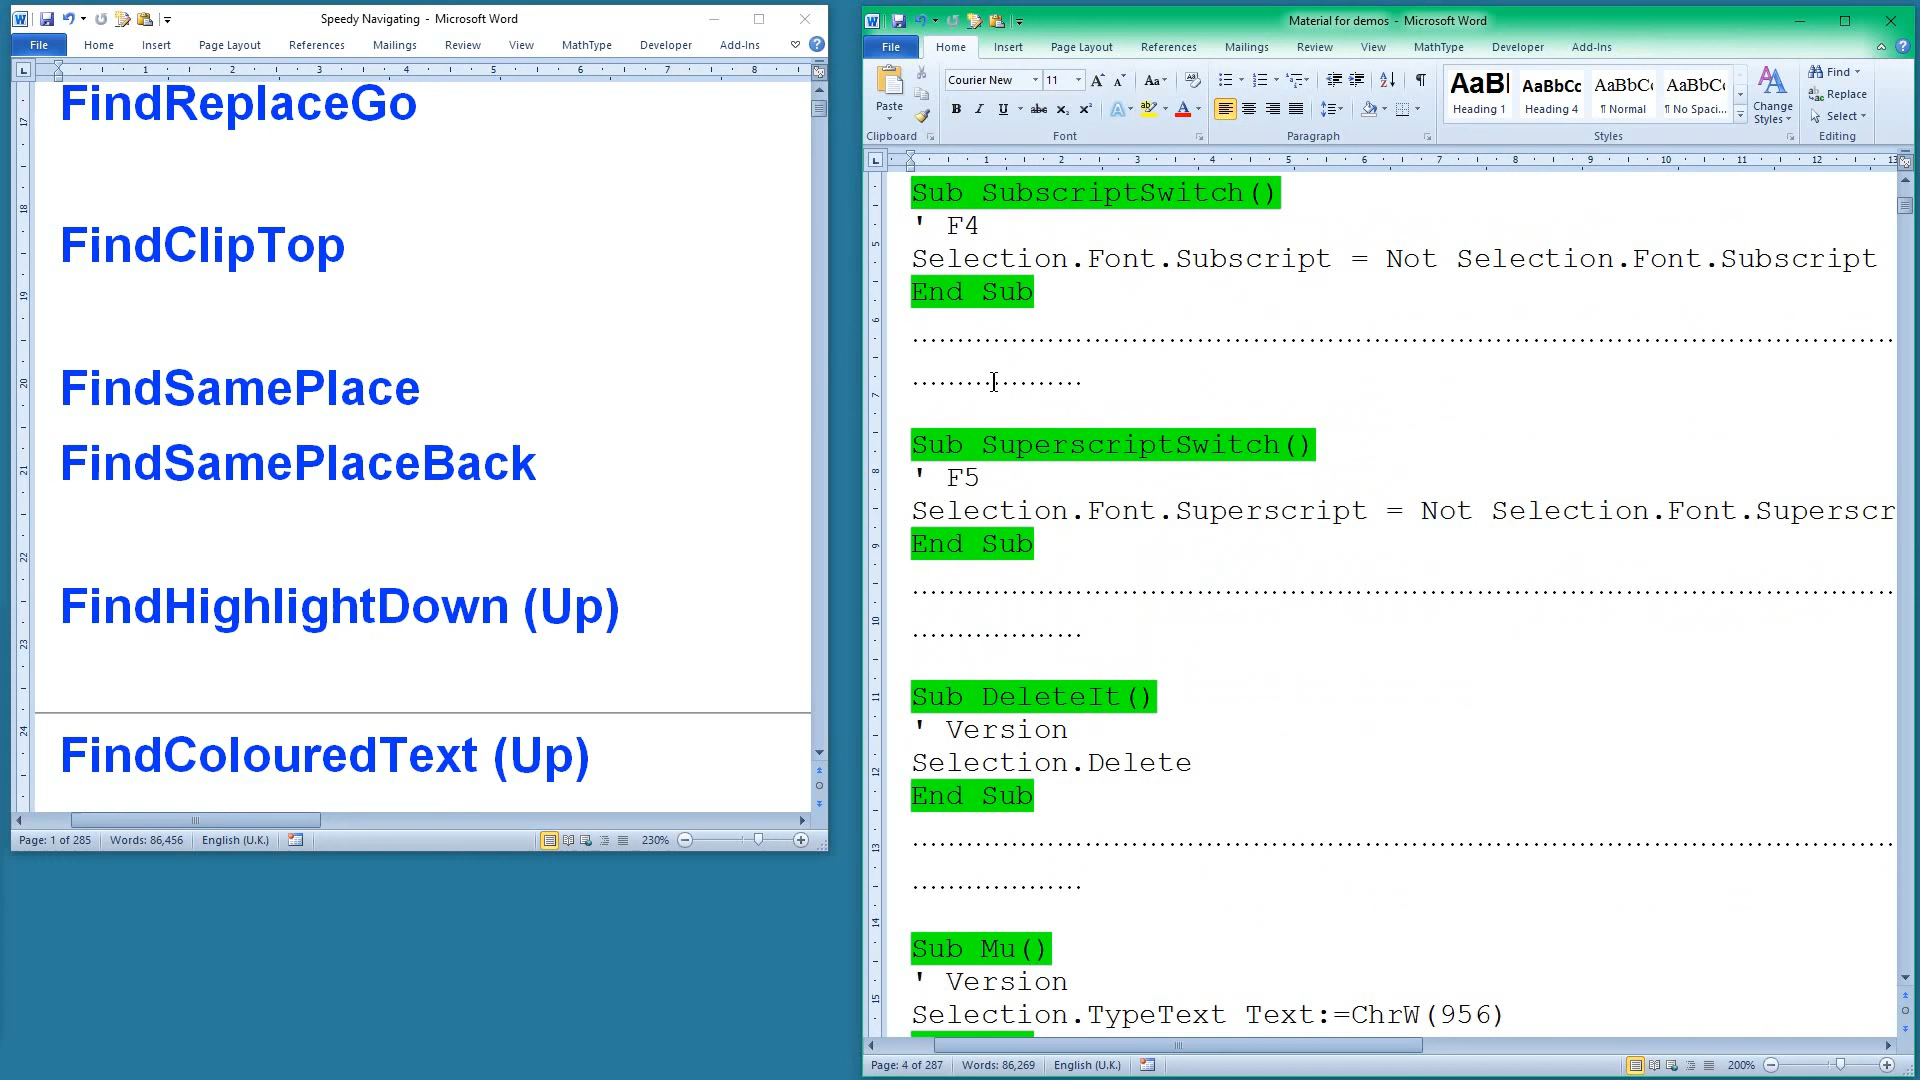 Speedy Navigating - Microsoft Word
File Home Insert Page Layout References Mailings Review View MathType Developer Add-Ins
FindReplaceGo
FindClipTop
FindSamePlace
FindSamePlaceBack
FindHighlightDown (Up)
FindColouredText (Up)
Page: 1 of 285 Words: 86,456 English (U.K.) 230%
Material for demos - Microsoft Word
File Home Insert Page Layout References Mailings Review View MathType Developer Add-Ins
Paste
Clipboard
Courier New 11
Font
Paragraph
AaBl AaBbCc AaBbCc AaBbCc
Heading 1 Heading 4 ¶ Normal ¶ No Spaci...
Change Styles
Styles
Find
Replace
Select
Editing
Sub SubscriptSwitch()
' F4
Selection.Font.Subscript = Not Selection.Font.Subscript
End Sub
Sub SuperscriptSwitch()
' F5
Selection.Font.Superscript = Not Selection.Font.Superscr
End Sub
Sub DeleteIt()
' Version
Selection.Delete
End Sub
Sub Mu()
' Version
Selection.TypeText Text:=ChrW(956)
Page: 4 of 287 Words: 86,269 English (U.K.) 200%